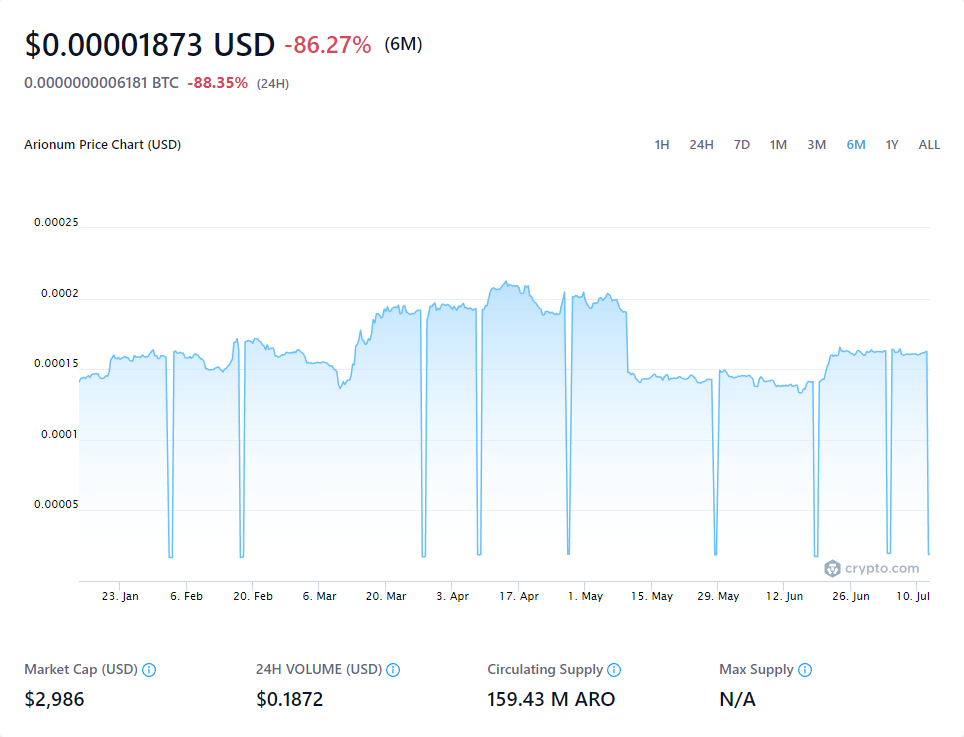 $0.00001873 USD -86.27% (6M)
0.0000000006181 BTC -88.35% (24H)
Arionum Price Chart (USD) 1H 24H 7D 1M 3M 6M 1Y ALL
0.00025
0.0002
0.00015
0.0001
0.00005
crypto.com
23. Jan 6. Feb 20. Feb 6. Mar 20. Mar 3. Apr 17. Apr 1. May 15. May 29. May 12. Jun 26. Jun 10. Jul
Market Cap (USD) 24H VOLUME (USD) Circulating Supply Max Supply
$2,986 $0.1872 159.43 M ARO N/A